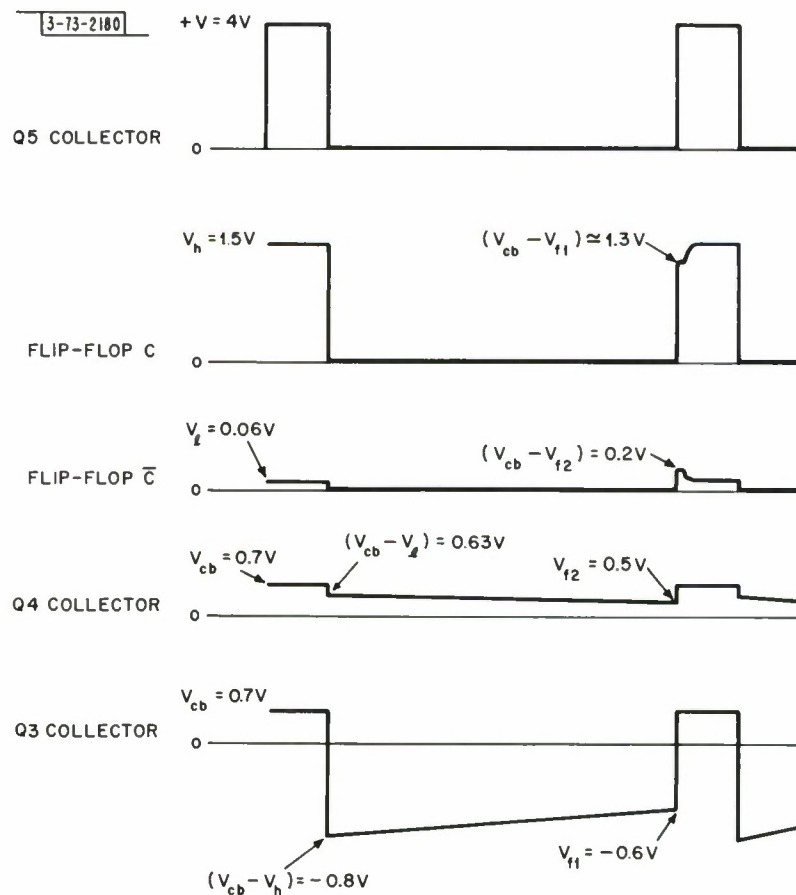 3-73-2180
+V = 4V
Q5 COLLECTOR
0
V_h = 1.5V
(V_cb − V_f1) ≃ 1.3V
FLIP-FLOP C
0
V_ℓ = 0.06V
(V_cb − V_f2) = 0.2V
FLIP-FLOP C̅
0
V_cb = 0.7V
(V_cb − V_ℓ) = 0.63V
V_f2 = 0.5V
Q4 COLLECTOR
0
V_cb = 0.7V
Q3 COLLECTOR
0
(V_cb − V_h) = −0.8V
V_f1 = −0.6V